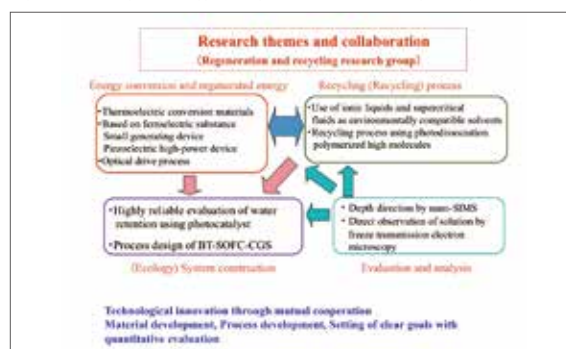 Research themes and collaboration
(Regeneration and recycling research group)
Energy conversion and regenerated energy
Recycling (Recycling) process
•Thermoelectric conversion materials
•Based on ferroelectric substance
Small generating device
Piezoelectric high-power device
•Optical drive process
•Use of ionic liquids and supercritical
fluids as environmentally compatible solvents
•Recycling process using photodissociation
polymerized high molecules
•Highly reliable evaluation of water
retention using photocatalyst
•Process design of BT-SOFC-CGS
•Depth direction by nano-SIMS
•Direct observation of solution by
freeze transmission electron
microscopy
(Ecology) System construction
Evaluation and analysis
Technological innovation through mutual cooperation
Material development, Process development, Setting of clear goals with
quantitative evaluation